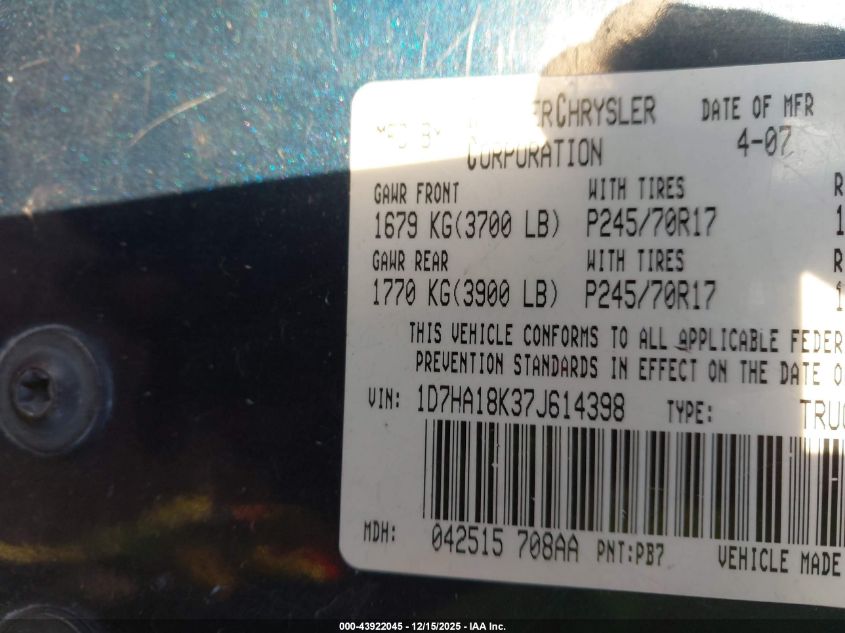 MFD BY CHRYSLER DATE OF MFR
CORPORATION 4-07
GAWR FRONT WITH TIRES
1679 KG(3700 LB) P245/70R17
GAWR REAR WITH TIRES
1770 KG(3900 LB) P245/70R17
THIS VEHICLE CONFORMS TO ALL APPLICABLE FEDER
PREVENTION STANDARDS IN EFFECT ON THE DATE O
VIN: 1D7HA18K37J614398 TYPE: TRUC
MDH: 042515 708AA PNT:PB7 VEHICLE MADE
000-43922045 - 12/15/2025 - IAA Inc.